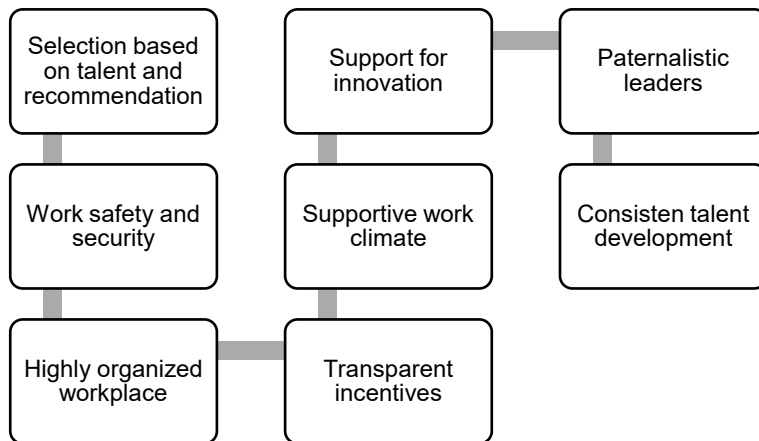 Selection based
on talent and
recommendation
Work safety and
security
Highly organized
workplace
Transparent
incentives
Supportive work
climate
Support for
innovation
Paternalistic
leaders
Consisten talent
development